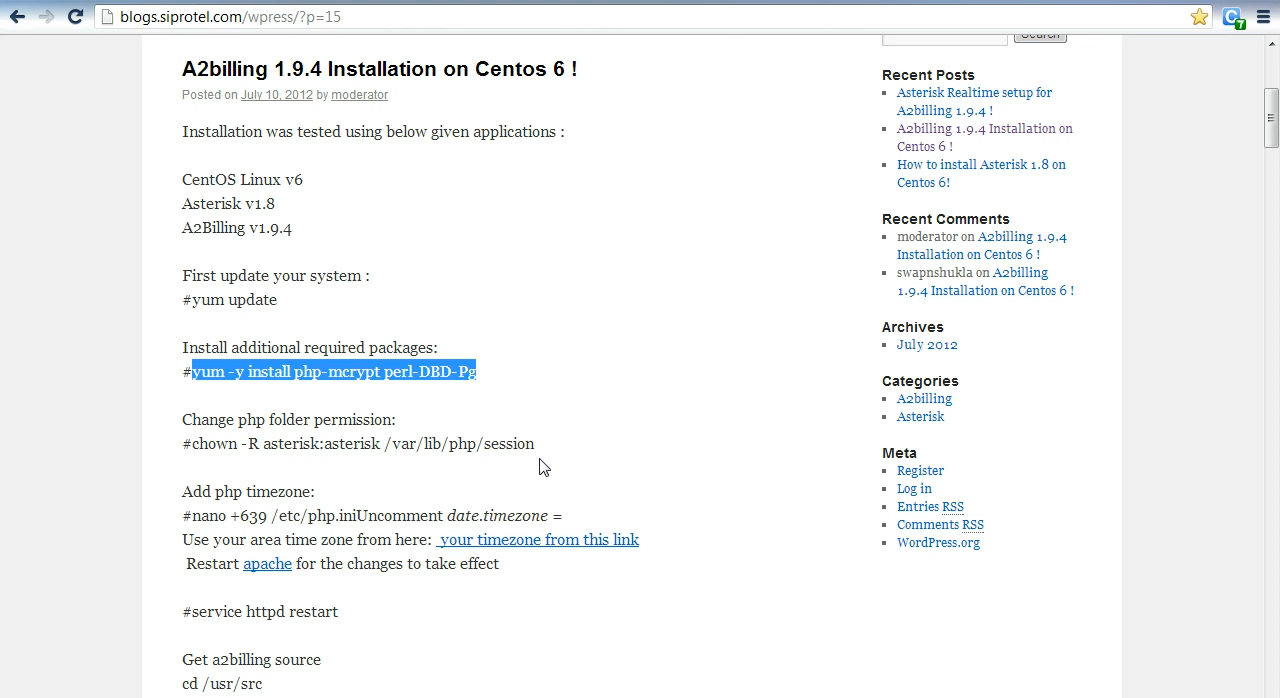 blogs.siprotel.com/wpress/?p=15
Search
A2billing 1.9.4 Installation on Centos 6 !
Posted on July 10, 2012 by moderator
Installation was tested using below given applications :
CentOS Linux v6
Asterisk v1.8
A2Billing v1.9.4
First update your system :
#yum update
Install additional required packages:
#yum -y install php-mcrypt perl-DBD-Pg
Change php folder permission:
#chown -R asterisk:asterisk /var/lib/php/session
Add php timezone:
#nano +639 /etc/php.iniUncomment date.timezone =
Use your area time zone from here: your timezone from this link
Restart apache for the changes to take effect
#service httpd restart
Get a2billing source
cd /usr/src
Recent Posts
Asterisk Realtime setup for
A2billing 1.9.4 !
A2billing 1.9.4 Installation on
Centos 6 !
How to install Asterisk 1.8 on
Centos 6!
Recent Comments
moderator on A2billing 1.9.4
Installation on Centos 6 !
swapnshukla on A2billing
1.9.4 Installation on Centos 6 !
Archives
July 2012
Categories
A2billing
Asterisk
Meta
Register
Log in
Entries RSS
Comments RSS
WordPress.org